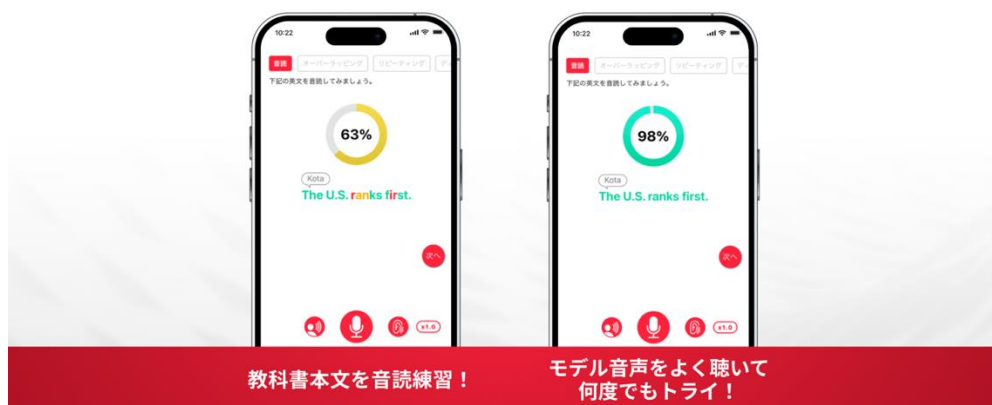 10:22
音読
オーバーラッピング
リピーティング
下記の英文を音読してみましょう。
63%
Kota
The U.S. ranks first.
次へ
x1.0
教科書本文を音読練習！
10:22
音読
オーバーラッピング
リピーティング
下記の英文を音読してみましょう。
98%
Kota
The U.S. ranks first.
次へ
x1.0
モデル音声をよく聴いて
何度でもトライ！